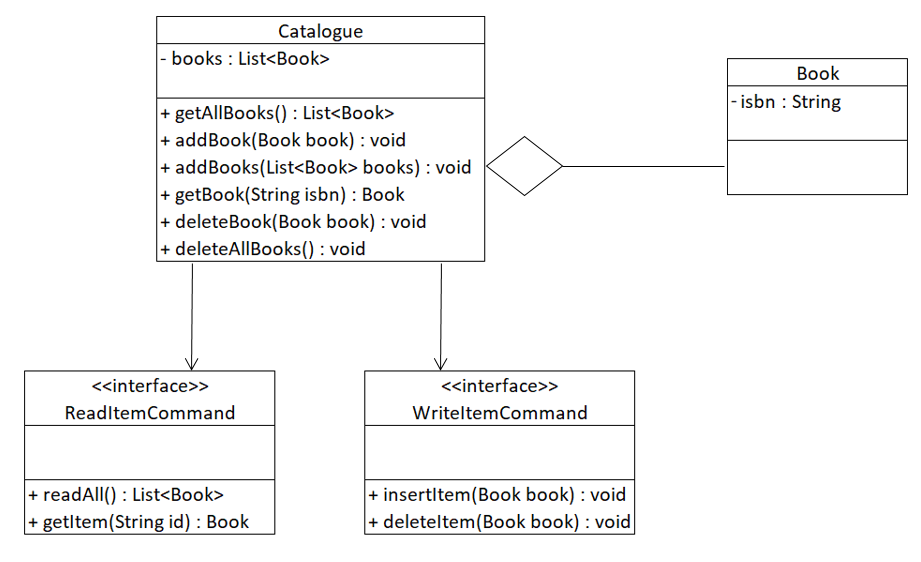 Catalogue
- books : List<Book>
+ getAllBooks() : List<Book>
+ addBook(Book book) : void
+ addBooks(List<Book> books) : void
+ getBook(String isbn) : Book
+ deleteBook(Book book) : void
+ deleteAllBooks() : void
Book
- isbn : String
<<interface>>
ReadItemCommand
+ readAll() : List<Book>
+ getItem(String id) : Book
<<interface>>
WriteItemCommand
+ insertItem(Book book) : void
+ deleteItem(Book book) : void